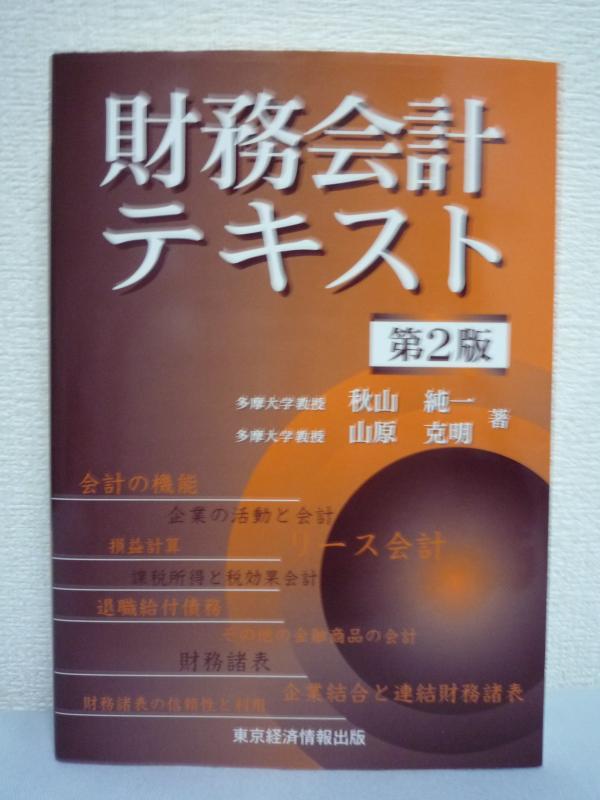 財務会計
テキスト
第2版
多摩大学教授 秋山 純一
多摩大学教授 山原 克明 著
会計の機能
企業の活動と会計
損益計算
リース会計
課税所得と税効果会計
退職給付債務
その他の金融商品の会計
財務諸表
財務諸表の信頼性と利用
企業結合と連結財務諸表
東京経済情報出版